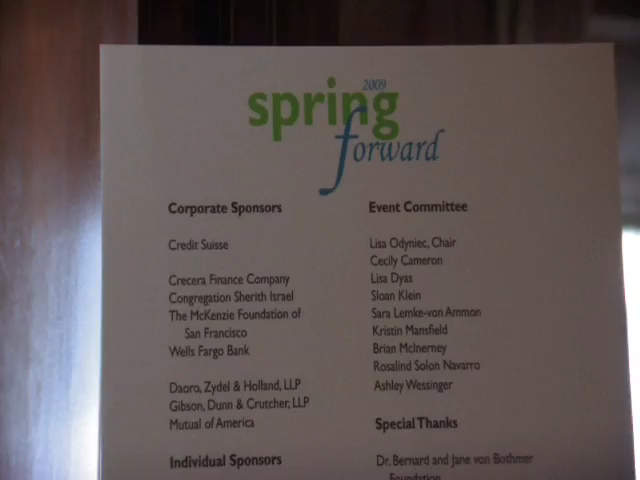 2009
spring
forward
Corporate Sponsors
Credit Suisse
Crecera Finance Company
Congregation Sherith Israel
The McKenzie Foundation of
San Francisco
Wells Fargo Bank
Daoro, Zydel & Holland, LLP
Gibson, Dunn & Crutcher, LLP
Mutual of America
Individual Sponsors
Event Committee
Lisa Odyniec, Chair
Cecily Cameron
Lisa Dyas
Sloan Klein
Sara Lemke-von Ammon
Kristin Mansfield
Brian McInerney
Rosalind Solon Navarro
Ashley Wessinger
Special Thanks
Dr. Bernard and Jane von Bothmer
Foundation